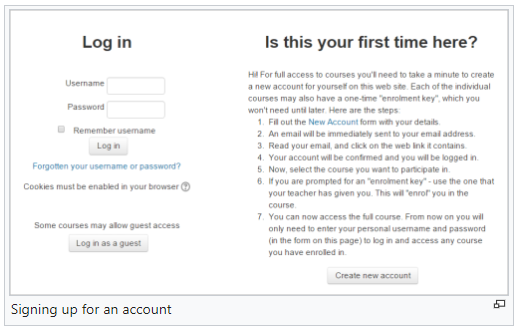 Log in
Username
Password
Remember username
Log in
Forgotten your username or password?
Cookies must be enabled in your browser ?
Some courses may allow guest access
Log in as a guest
Is this your first time here?
Hi! For full access to courses you'll need to take a minute to create
a new account for yourself on this web site. Each of the individual
courses may also have a one-time "enrolment key", which you
won't need until later. Here are the steps:
1. Fill out the New Account form with your details.
2. An email will be immediately sent to your email address.
3. Read your email, and click on the web link it contains.
4. Your account will be confirmed and you will be logged in.
5. Now, select the course you want to participate in.
6. If you are prompted for an "enrolment key" - use the one that
your teacher has given you. This will "enrol" you in the
course.
7. You can now access the full course. From now on you will
only need to enter your personal username and password
(in the form on this page) to log in and access any course
you have enrolled in.
Create new account
Signing up for an account